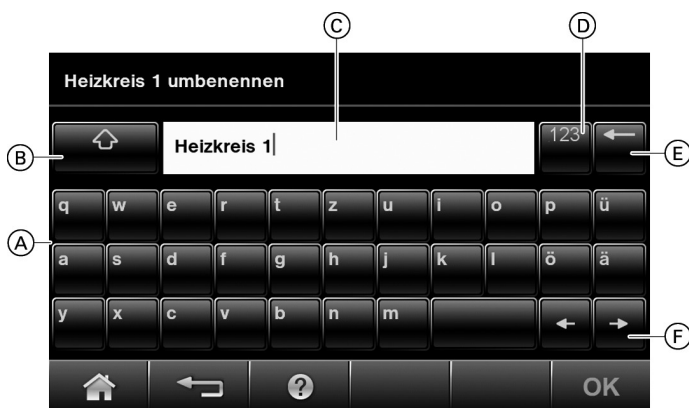 C D
Heizkreis 1 umbenennen
B Heizkreis 1 123 E
q w e r t z u i o p ü
A
a s d f g h j k l ö ä
y x c v b n m
F
? OK